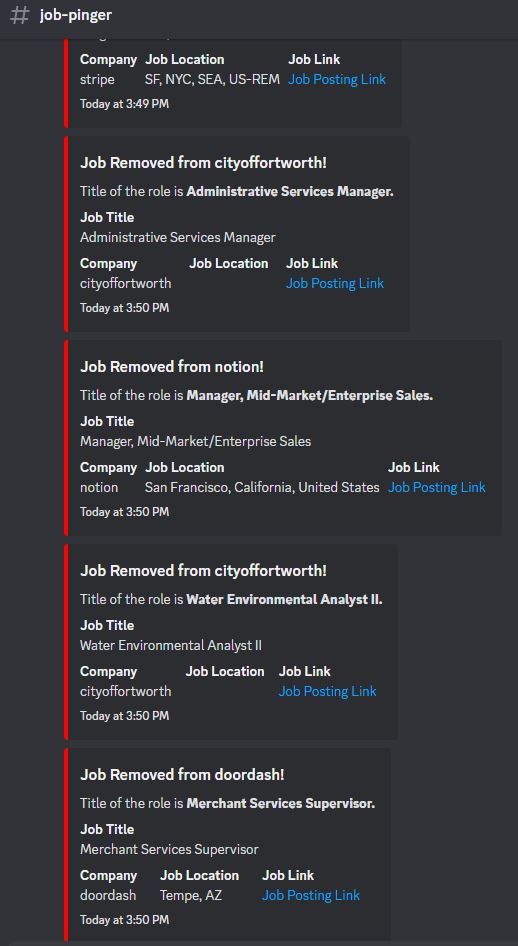 # job-pinger
Company Job Location Job Link
stripe SF, NYC, SEA, US-REM Job Posting Link
Today at 3:49 PM
Job Removed from cityoffortworth!
Title of the role is Administrative Services Manager.
Job Title
Administrative Services Manager
Company Job Location Job Link
cityoffortworth Job Posting Link
Today at 3:50 PM
Job Removed from notion!
Title of the role is Manager, Mid-Market/Enterprise Sales.
Job Title
Manager, Mid-Market/Enterprise Sales
Company Job Location Job Link
notion San Francisco, California, United States Job Posting Link
Today at 3:50 PM
Job Removed from cityoffortworth!
Title of the role is Water Environmental Analyst II.
Job Title
Water Environmental Analyst II
Company Job Location Job Link
cityoffortworth Job Posting Link
Today at 3:50 PM
Job Removed from doordash!
Title of the role is Merchant Services Supervisor.
Job Title
Merchant Services Supervisor
Company Job Location Job Link
doordash Tempe, AZ Job Posting Link
Today at 3:50 PM